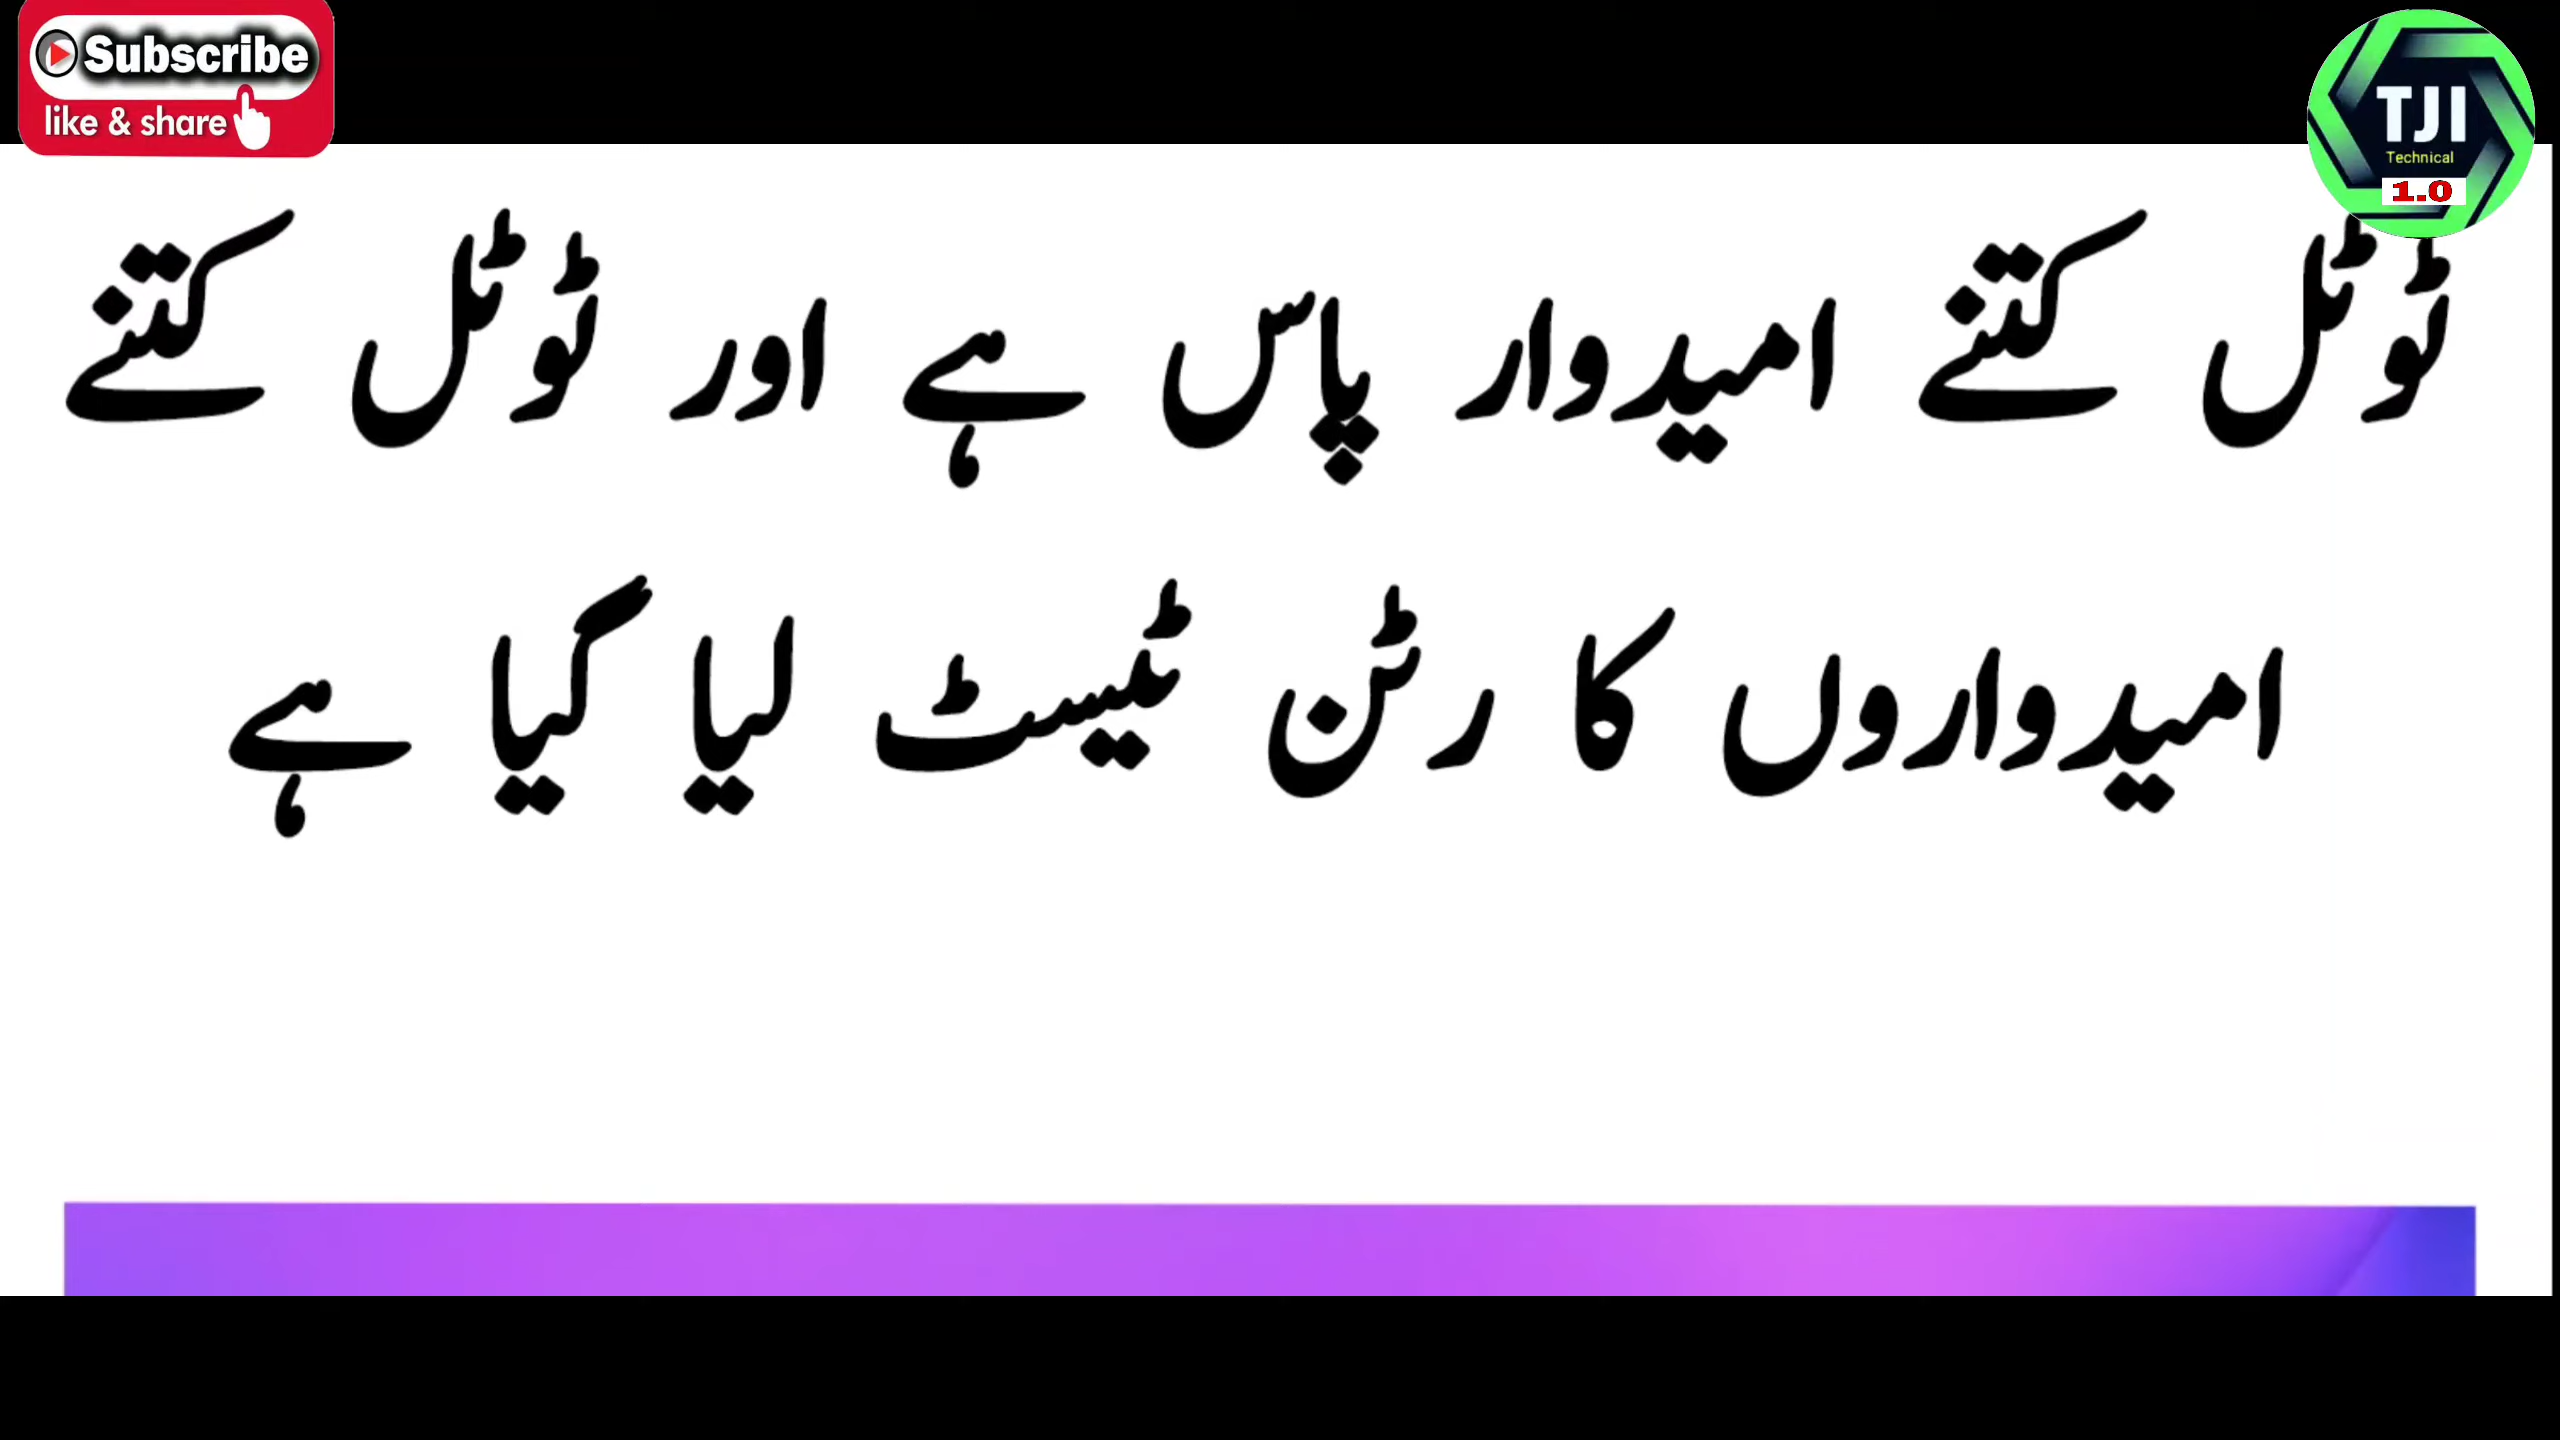 Subscribe
like & share
TJI
Technical
1.0
ٹوٹل کتنے امیدوار پاس ہے اور ٹوٹل کتنے
امیدواروں کا رٹن ٹیسٹ لیا گیا ہے